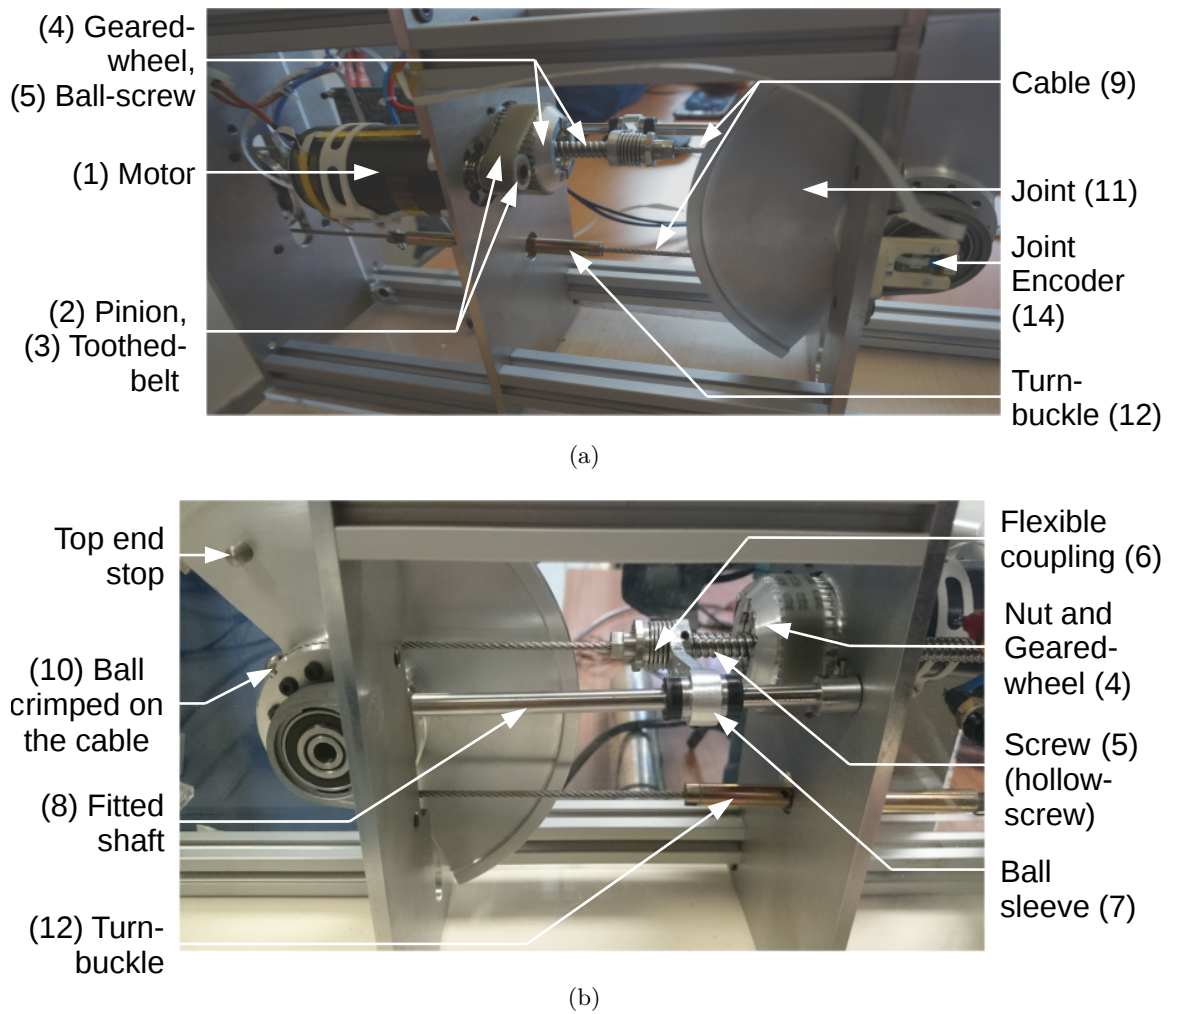 (4) Geared-
wheel,
(5) Ball-screw
(1) Motor
(2) Pinion,
(3) Toothed-
belt
Cable (9)
Joint (11)
Joint
Encoder
(14)
Turn-
buckle (12)
(a)
Top end
stop
(10) Ball
crimped on
the cable
(8) Fitted
shaft
(12) Turn-
buckle
Flexible
coupling (6)
Nut and
Geared-
wheel (4)
Screw (5)
(hollow-
screw)
Ball
sleeve (7)
(b)